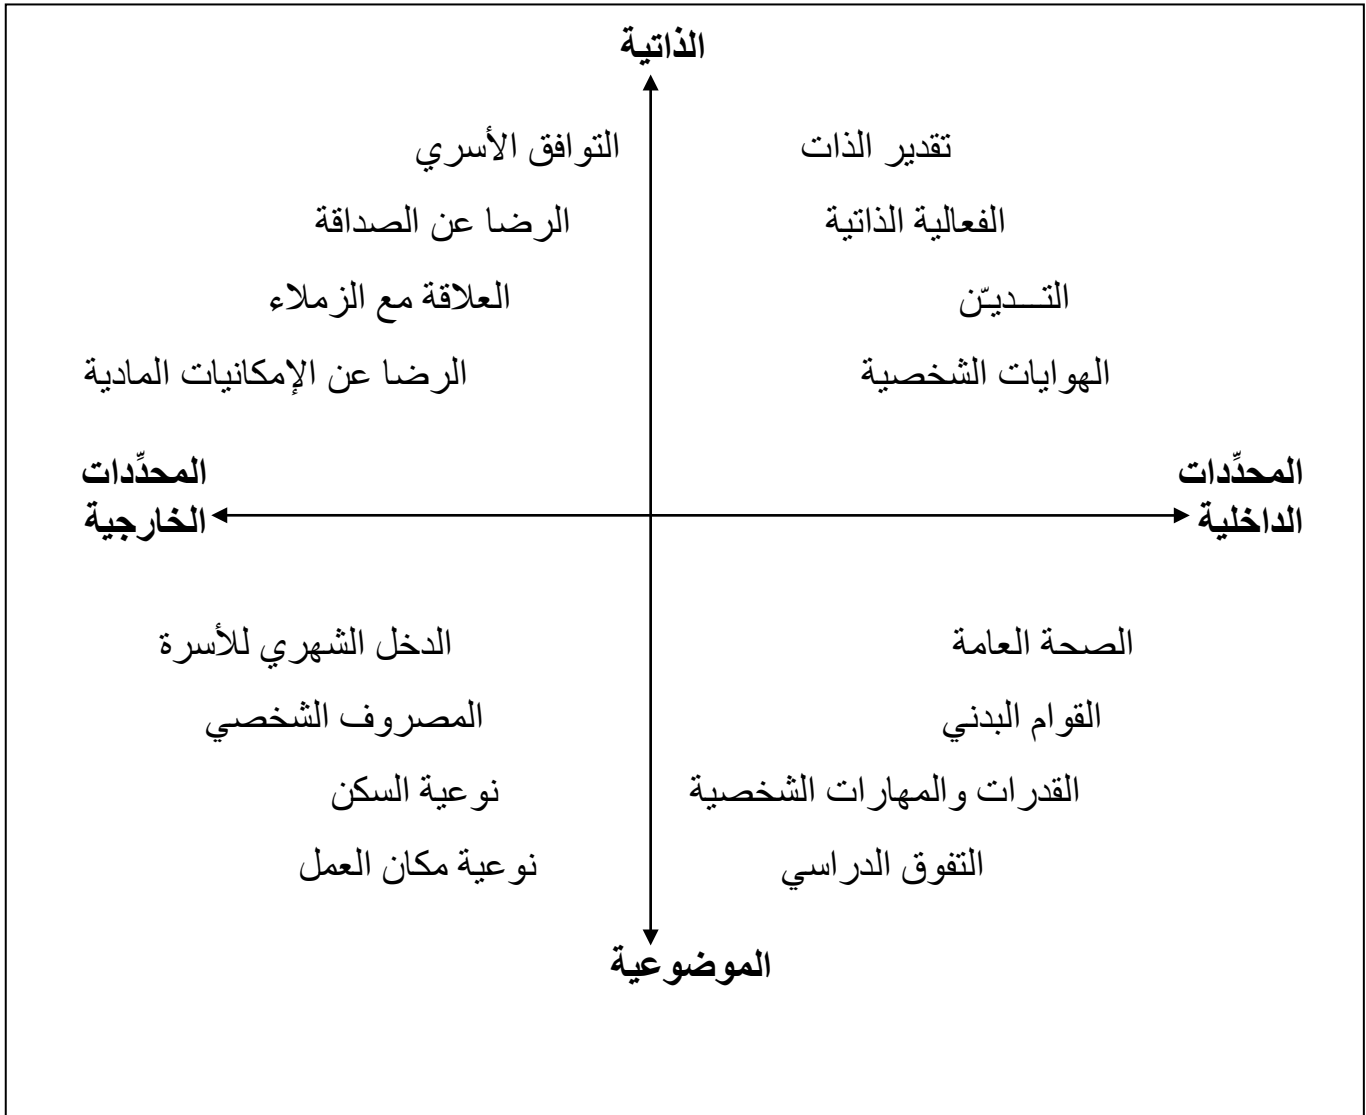 الذاتية
تقدير الذات
التوافق الأسري
الفعالية الذاتية
الرضا عن الصداقة
التـــديـّن
العلاقة مع الزملاء
الهوايات الشخصية
الرضا عن الإمكانيات المادية
المحدِّدات
الداخلية
المحدِّدات
الخارجية
الصحة العامة
الدخل الشهري للأسرة
القوام البدني
المصروف الشخصي
القدرات والمهارات الشخصية
نوعية السكن
التفوق الدراسي
نوعية مكان العمل
الموضوعية